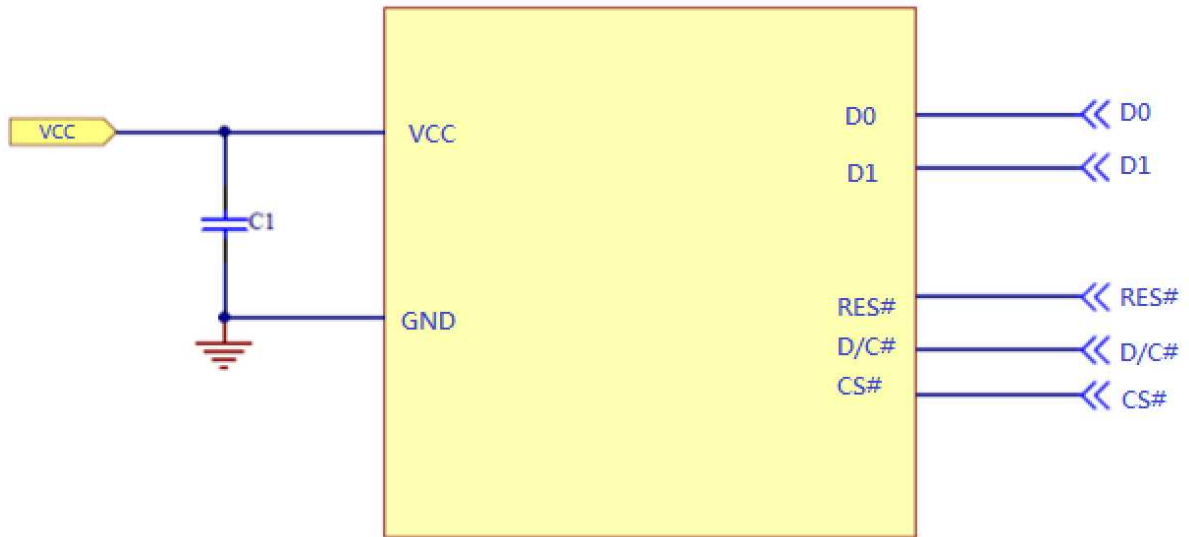 VCC
VCC
C1
GND
D0
D1
RES#
D/C#
CS#
D0
D1
RES#
D/C#
CS#